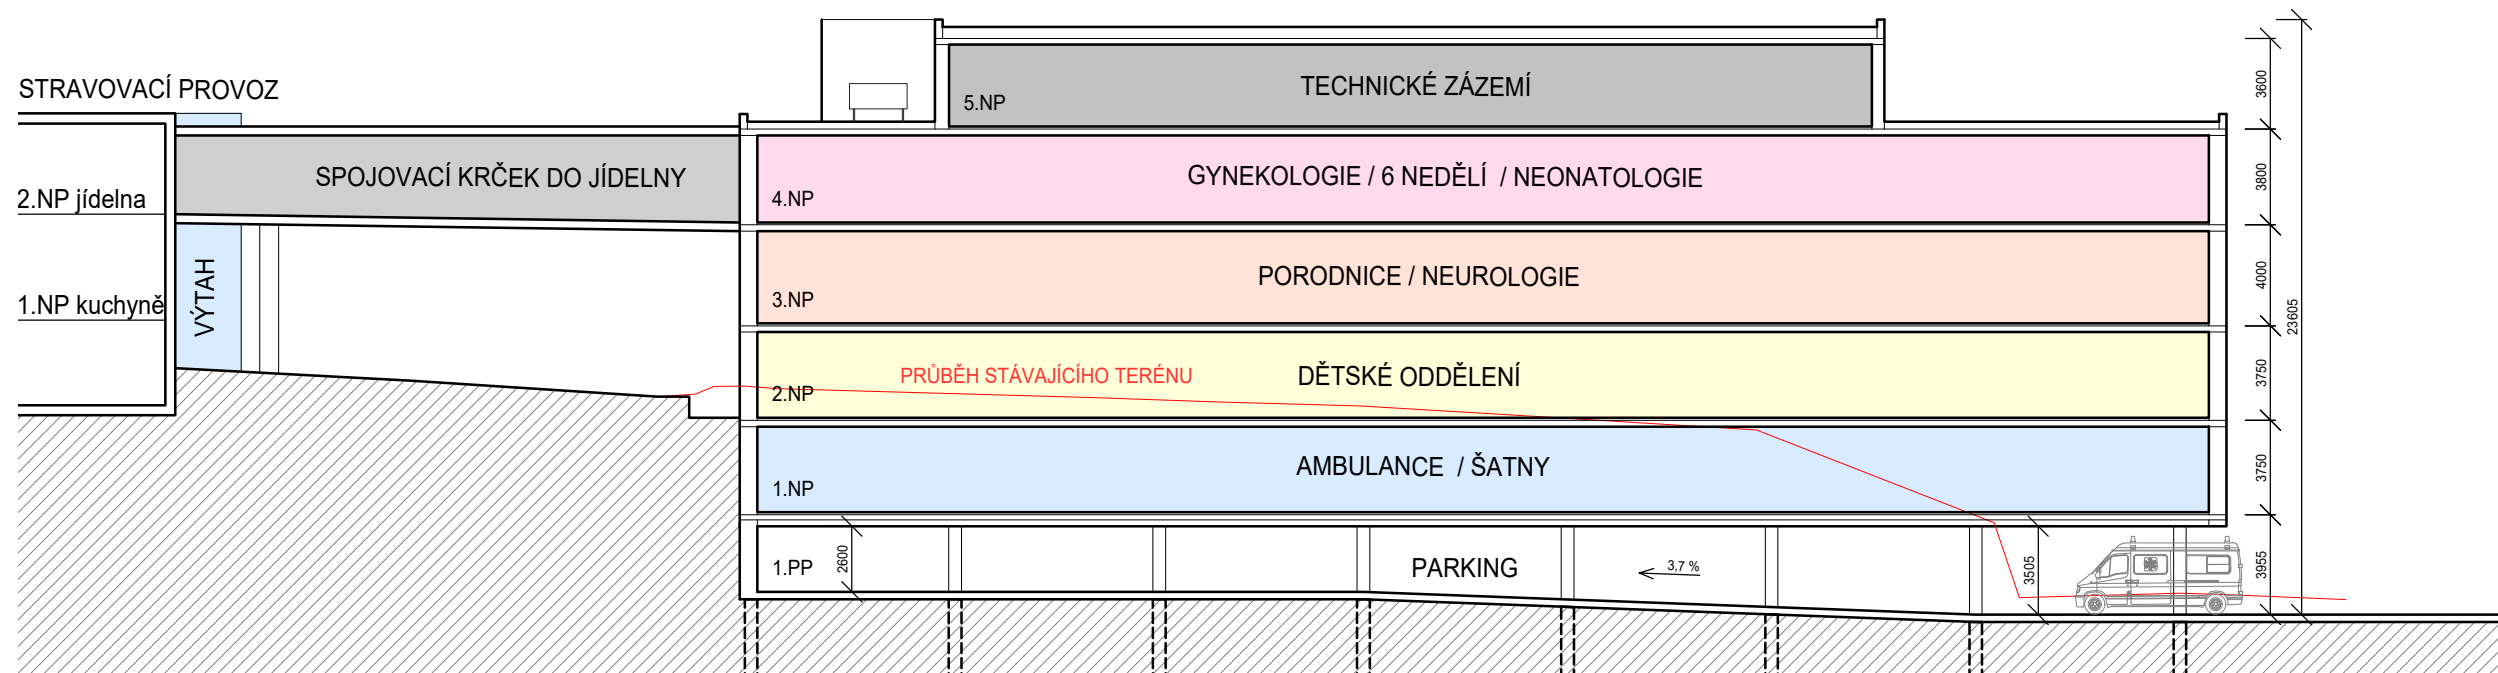 STRAVOVACÍ PROVOZ
TECHNICKÉ ZÁZEMÍ
5.NP
3600
SPOJOVACÍ KRČEK DO JÍDELNY
GYNEKOLOGIE / 6 NEDĚLÍ / NEONATOLOGIE
4.NP
3800
2.NP jídelna
PORODNICE / NEUROLOGIE
3.NP
4000
23605
1.NP kuchyně
VÝTAH
PRŮBĚH STÁVAJÍCÍHO TERÉNU
DĚTSKÉ ODDĚLENÍ
2.NP
3750
AMBULANCE / ŠATNY
1.NP
3750
1.PP
2600
PARKING
3,7 %
3505
3955